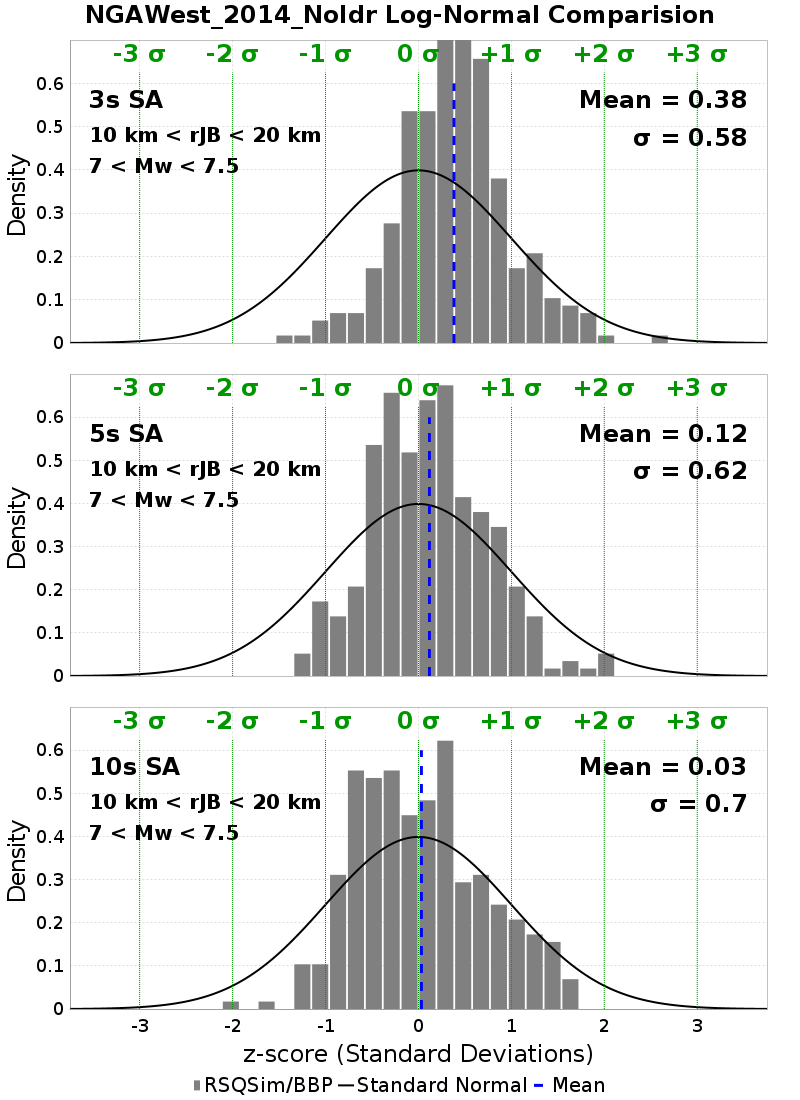 NGAWest_2014_NoIdr Log-Normal Comparision
-3 σ -2 σ -1 σ 0 σ +1 σ +2 σ +3 σ
3s SA Mean = 0.38
10 km < rJB < 20 km σ = 0.58
7 < Mw < 7.5
Density
0.6
0.5
0.4
0.3
0.2
0.1
0
-3 σ -2 σ -1 σ 0 σ +1 σ +2 σ +3 σ
5s SA Mean = 0.12
10 km < rJB < 20 km σ = 0.62
7 < Mw < 7.5
Density
0.6
0.5
0.4
0.3
0.2
0.1
0
-3 σ -2 σ -1 σ 0 σ +1 σ +2 σ +3 σ
10s SA Mean = 0.03
10 km < rJB < 20 km σ = 0.7
7 < Mw < 7.5
Density
0.6
0.5
0.4
0.3
0.2
0.1
0
-3 -2 -1 0 1 2 3
z-score (Standard Deviations)
RSQSim/BBP Standard Normal Mean